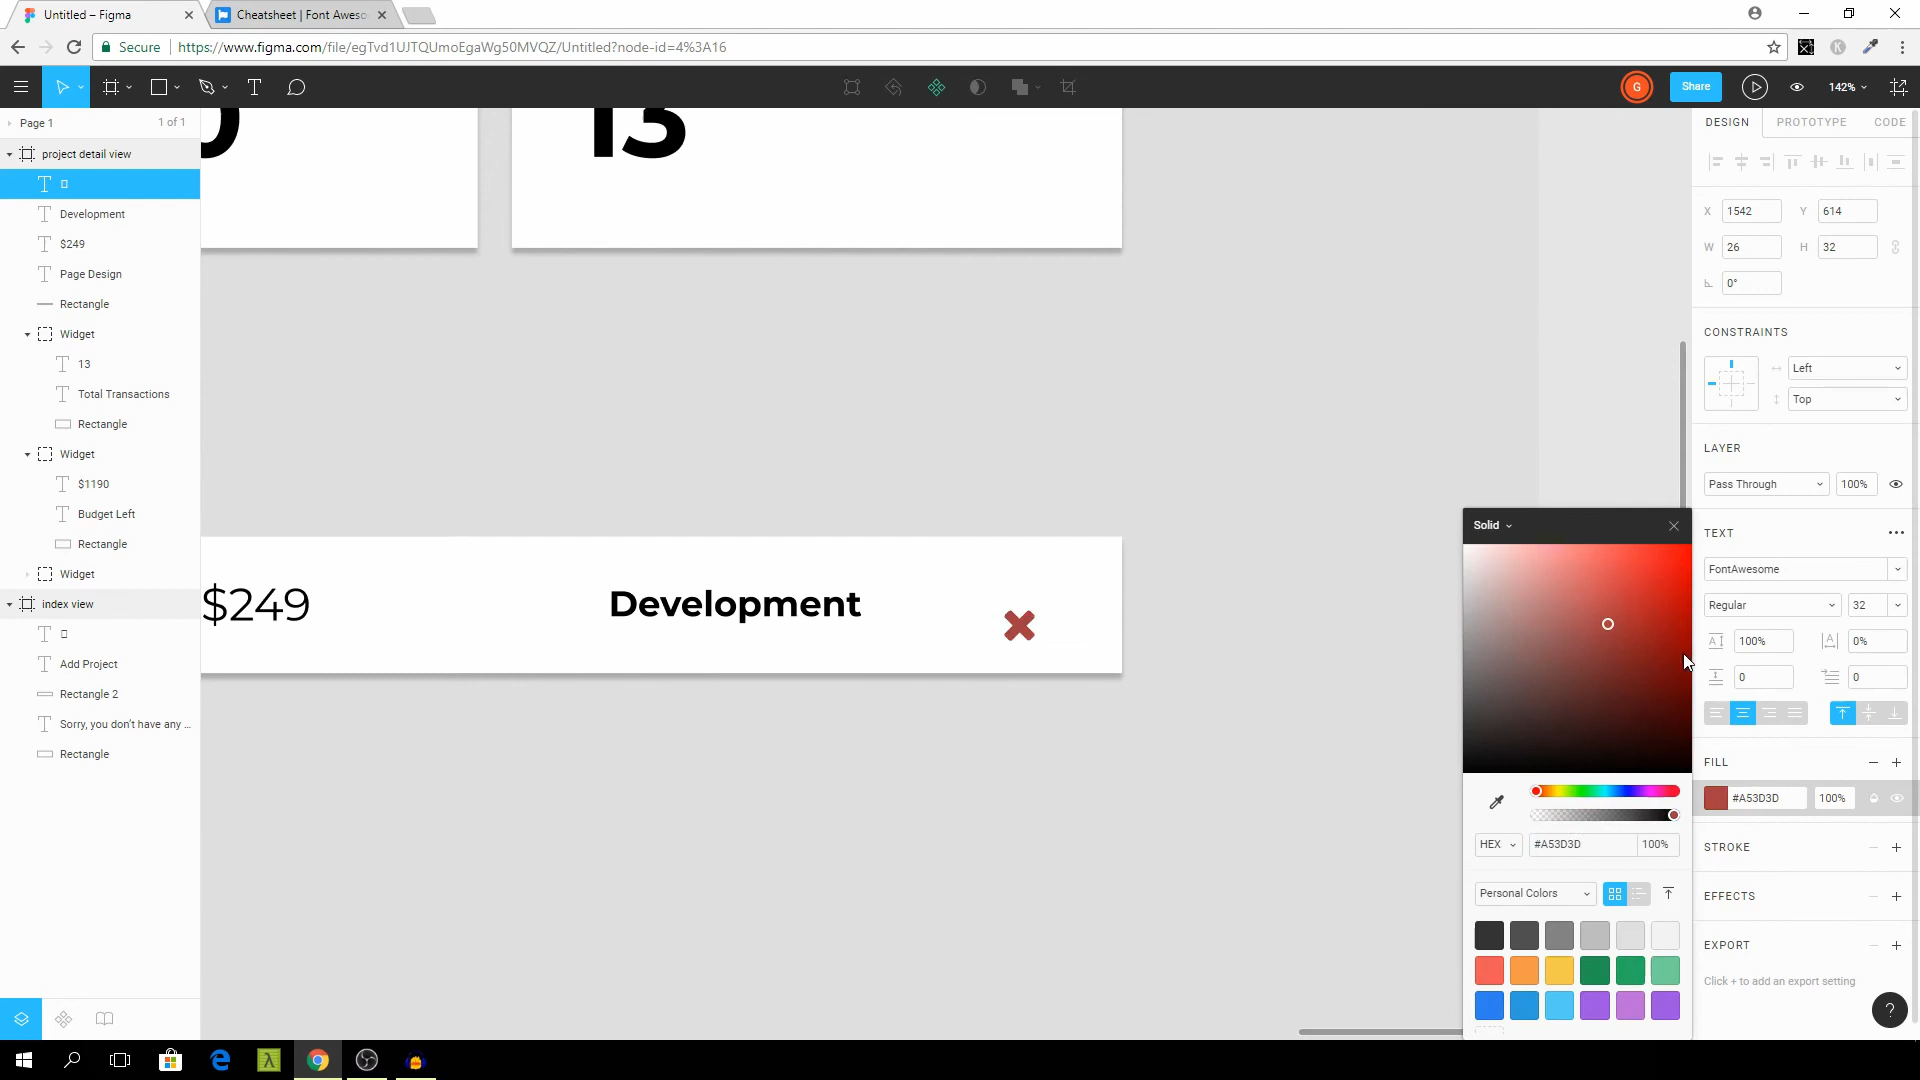 Untitled – Figma
Cheatsheet | Font Aweso
Secure
https://www.figma.com/file/egTvd1UJTQUmoEgaWg50MVQZ/Untitled?node-id=4%3A16
G
Share
142%
Page 1
1 of 1
DESIGN
PROTOTYPE
CODE
project detail view
Development
$249
Page Design
Rectangle
Widget
13
Total Transactions
Rectangle
Widget
$1190
Budget Left
Rectangle
Widget
index view
Add Project
Rectangle 2
Sorry, you don't have any ...
Rectangle
13
$249
Development
X 1542 Y 614
W 26 H 32
0°
CONSTRAINTS
Left
Top
LAYER
Pass Through 100%
TEXT
FontAwesome
Regular 32
100% 0%
0 0
FILL
#A53D3D 100%
STROKE
EFFECTS
EXPORT
Click + to add an export setting
?
Solid
HEX #A53D3D 100%
Personal Colors